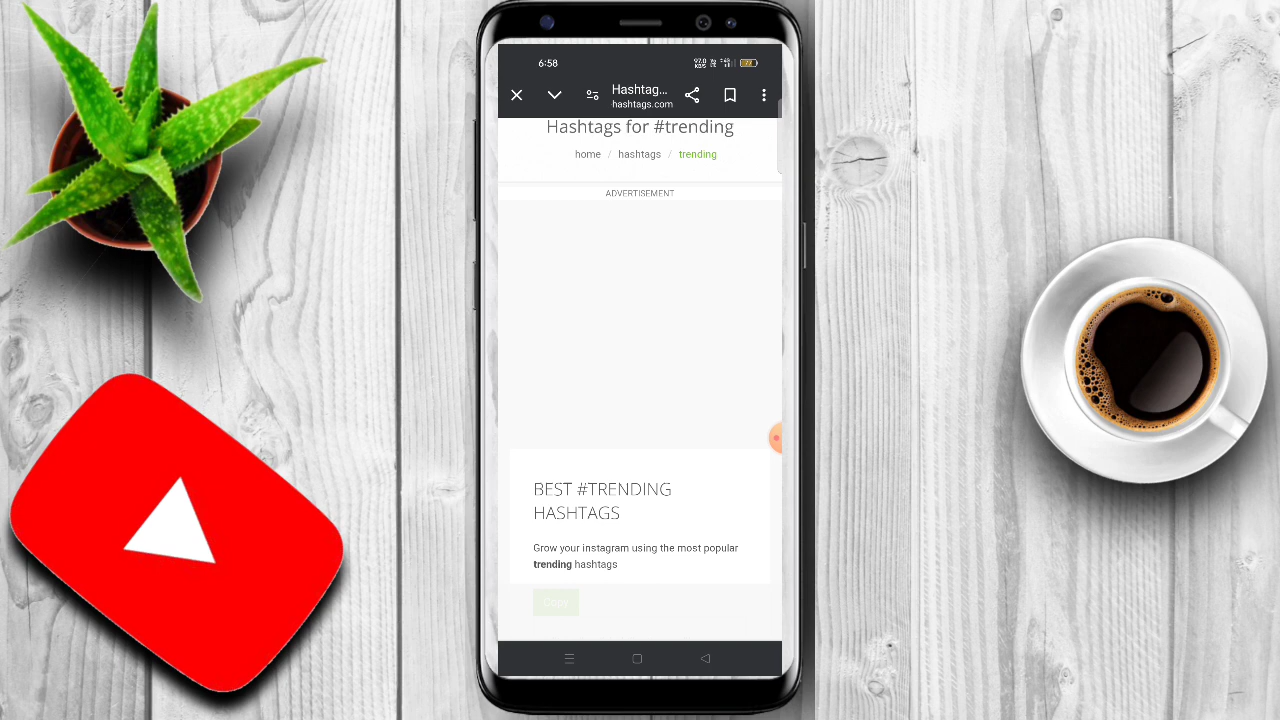 6:58
Hashtag...
hashtags.com
Hashtags for #trending
home / hashtags / trending
ADVERTISEMENT
BEST #TRENDING
HASHTAGS
Grow your instagram using the most popular
trending hashtags
Copy